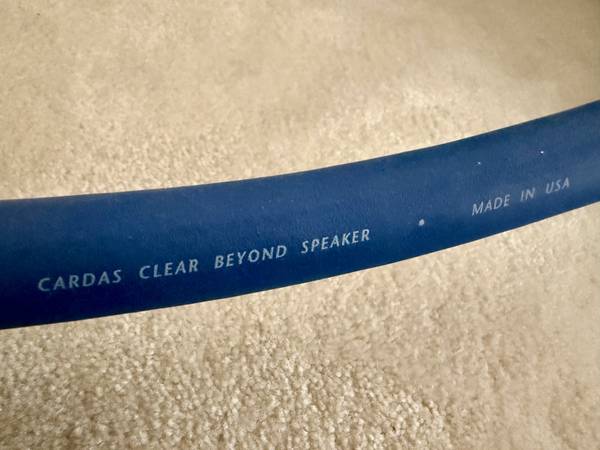 CARDAS CLEAR BEYOND SPEAKER • MADE IN USA